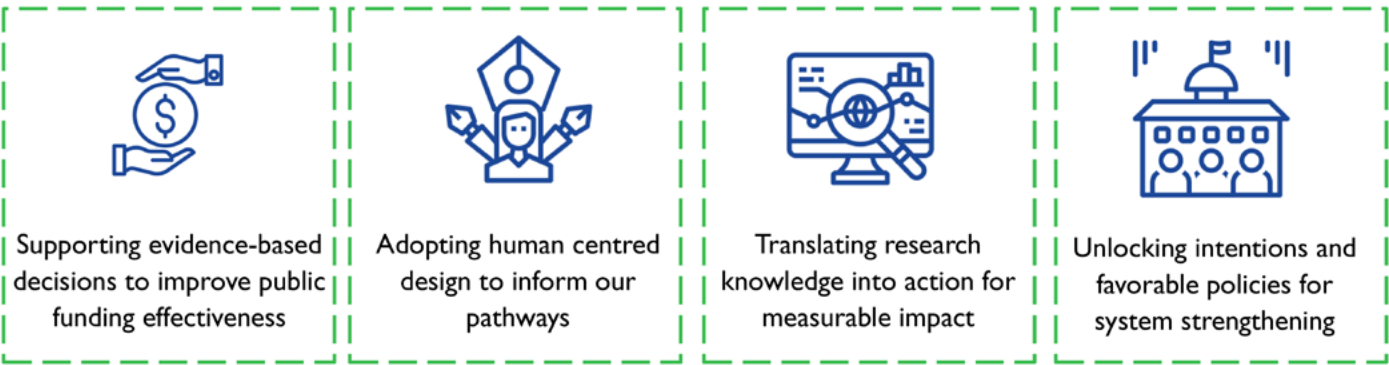 $
Supporting evidence-based
decisions to improve public
funding effectiveness
Adopting human centred
design to inform our
pathways
Translating research
knowledge into action for
measurable impact
Unlocking intentions and
favorable policies for
system strengthening